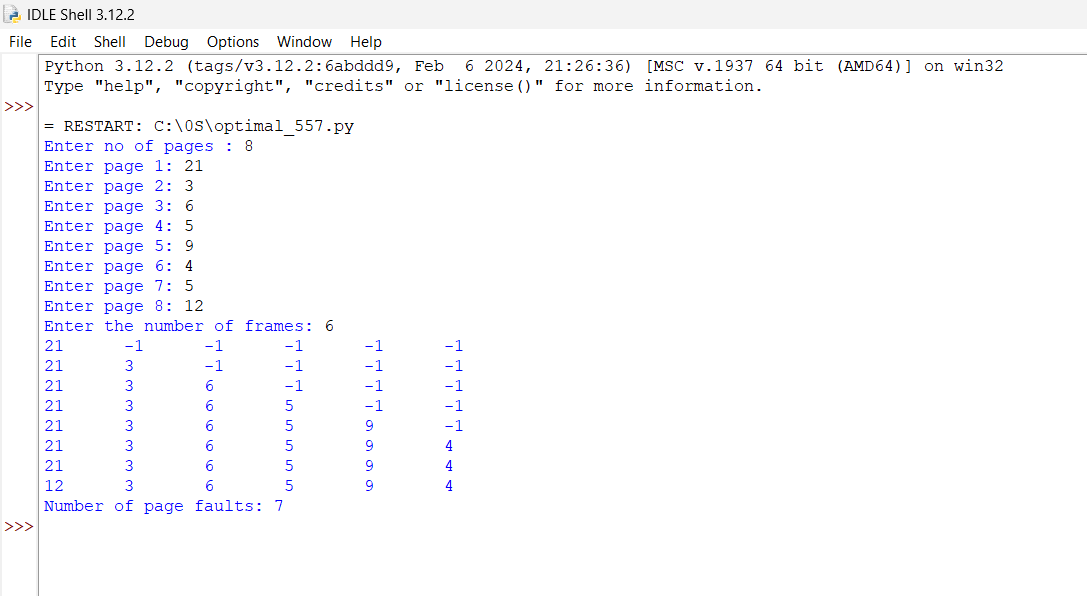 IDLE Shell 3.12.2
File Edit Shell Debug Options Window Help
Python 3.12.2 (tags/v3.12.2:6abddd9, Feb  6 2024, 21:26:36) [MSC v.1937 64 bit (AMD64)] on win32
Type "help", "copyright", "credits" or "license()" for more information.
>>>
= RESTART: C:\0S\optimal_557.py
Enter no of pages : 8
Enter page 1: 21
Enter page 2: 3
Enter page 3: 6
Enter page 4: 5
Enter page 5: 9
Enter page 6: 4
Enter page 7: 5
Enter page 8: 12
Enter the number of frames: 6
21 -1 -1 -1 -1 -1
21 3 -1 -1 -1 -1
21 3 6 -1 -1 -1
21 3 6 5 -1 -1
21 3 6 5 9 -1
21 3 6 5 9 4
21 3 6 5 9 4
12 3 6 5 9 4
Number of page faults: 7
>>>